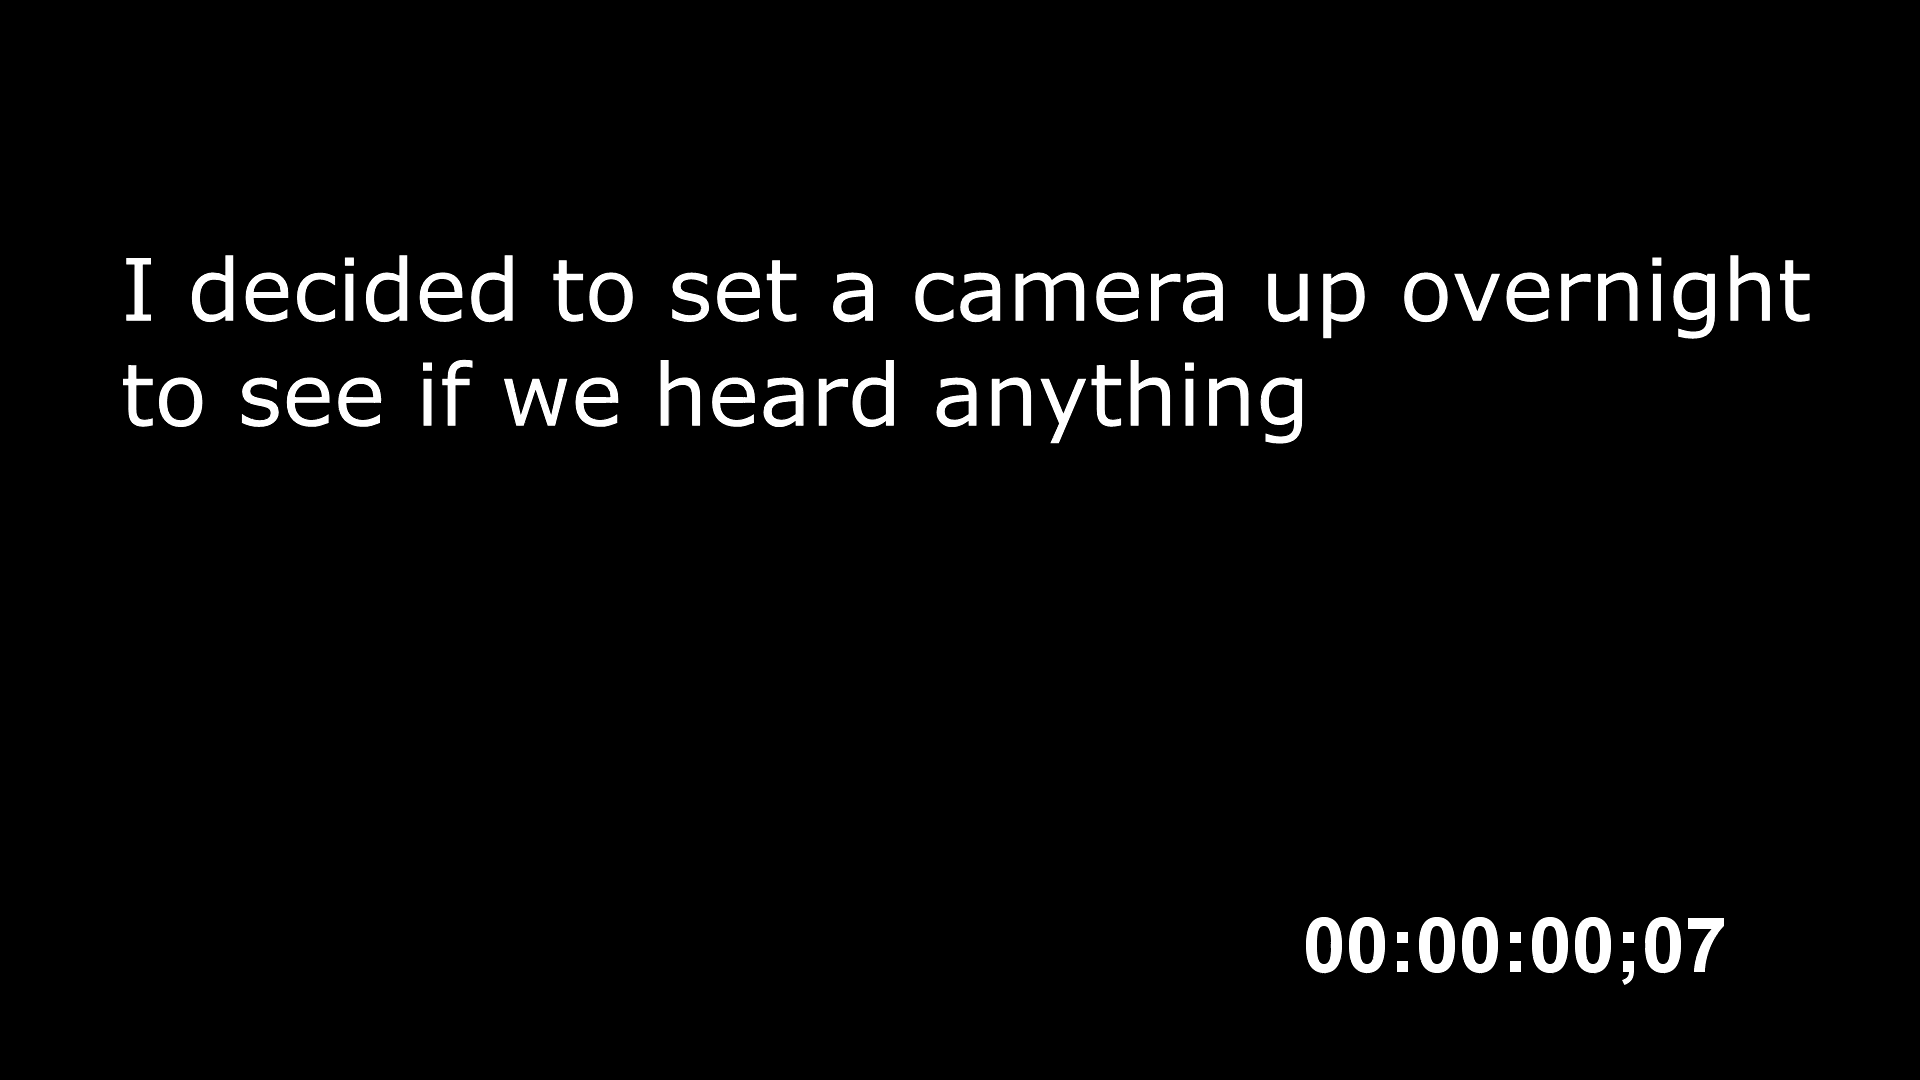 I decided to set a camera up overnight
to see if we heard anything
00:00:00;07